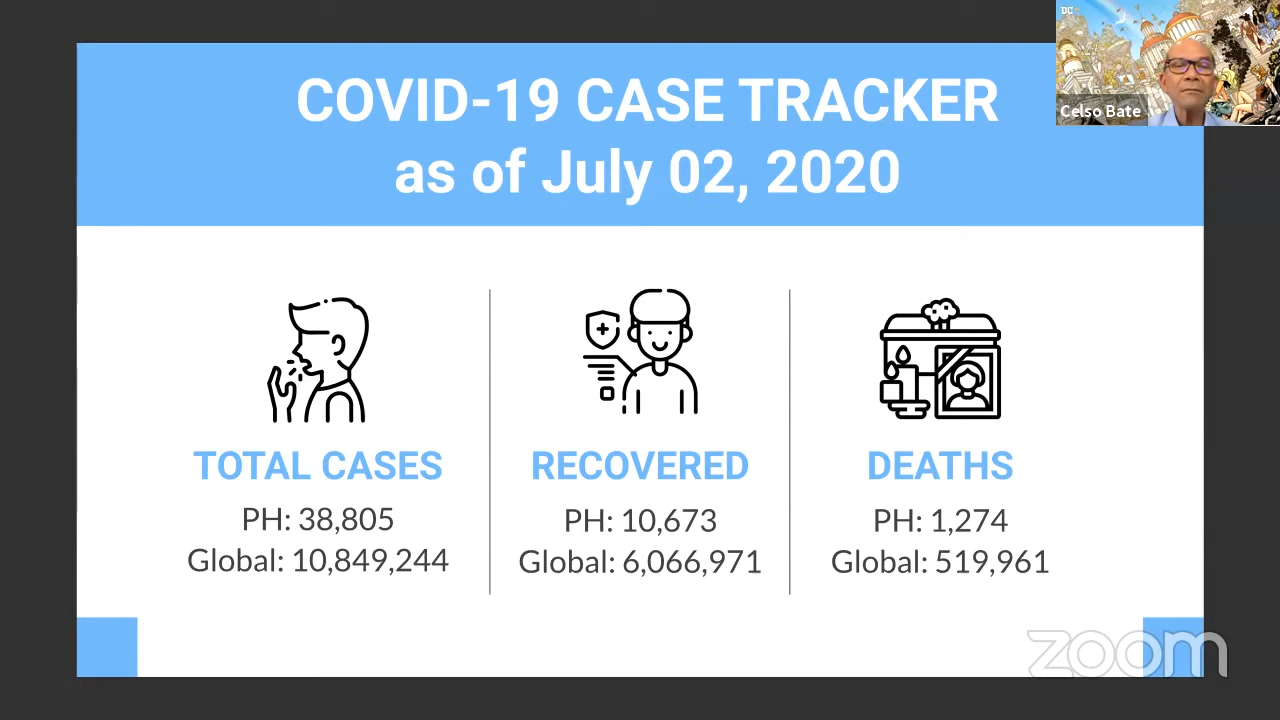 DC
Celso Bate
COVID-19 CASE TRACKER
as of July 02, 2020
TOTAL CASES
PH: 38,805
Global: 10,849,244
RECOVERED
PH: 10,673
Global: 6,066,971
DEATHS
PH: 1,274
Global: 519,961
zoom